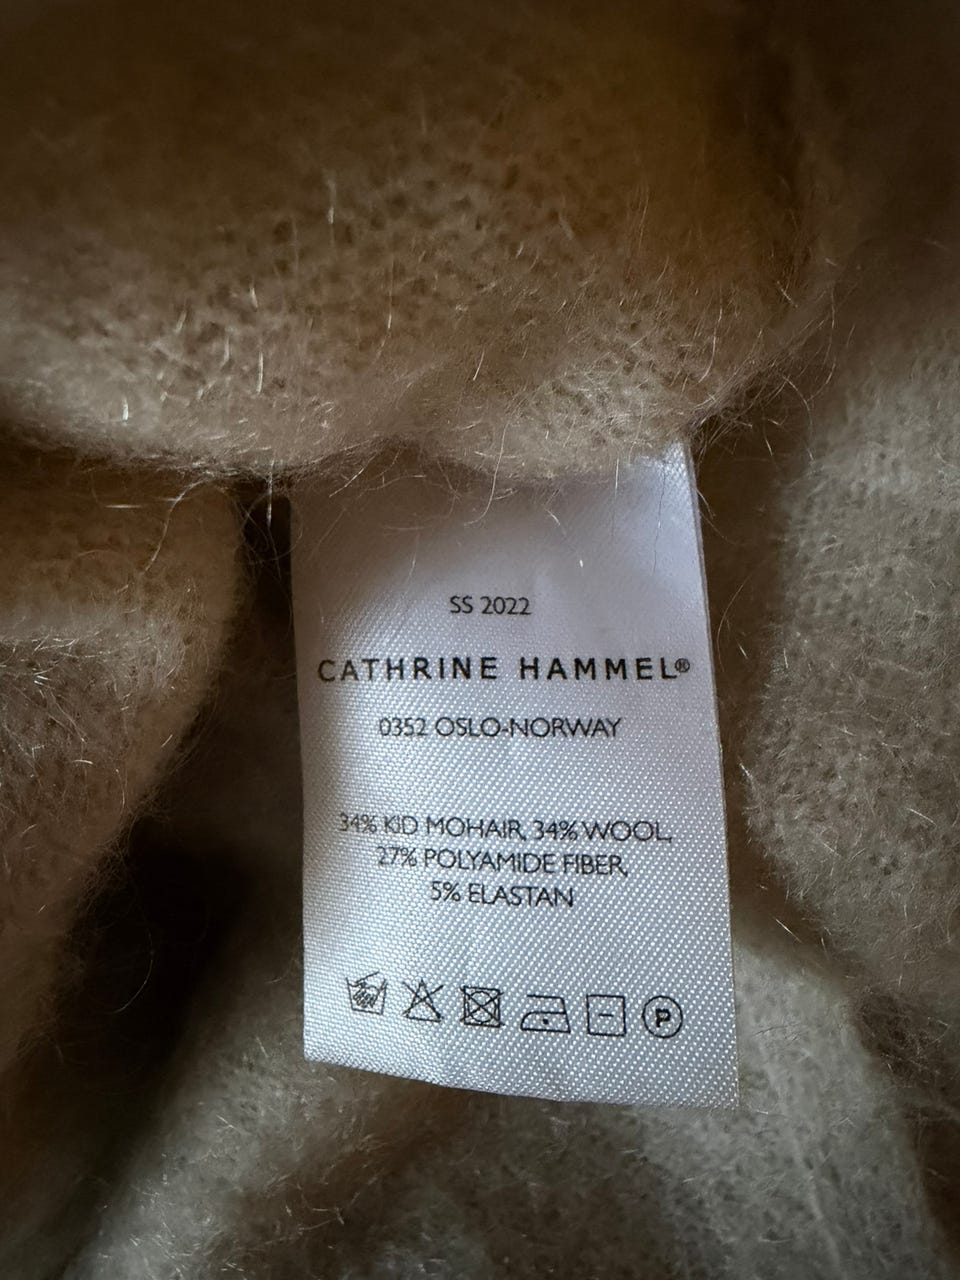 SS 2022
CATHRINE HAMMEL®
0352 OSLO-NORWAY
34% KID MOHAIR, 34% WOOL,
27% POLYAMIDE FIBER,
5% ELASTAN
P